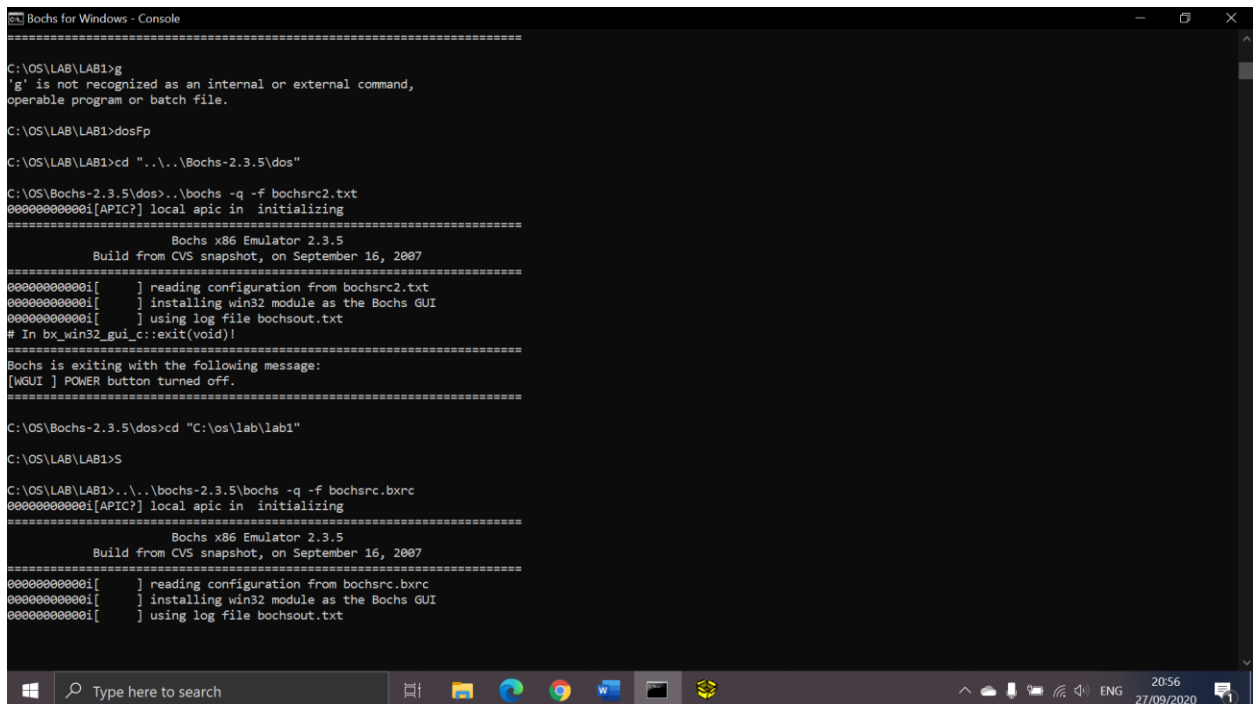 Bochs for Windows - Console
==========================================================================
C:\OS\LAB\LAB1>g
'g' is not recognized as an internal or external command,
operable program or batch file.
C:\OS\LAB\LAB1>dosFp
C:\OS\LAB\LAB1>cd "..\..\Bochs-2.3.5\dos"
C:\OS\Bochs-2.3.5\dos>..\bochs -q -f bochsrc2.txt
00000000000i[APIC?] local apic in  initializing
==========================================================================
Bochs x86 Emulator 2.3.5
Build from CVS snapshot, on September 16, 2007
==========================================================================
00000000000i[     ] reading configuration from bochsrc2.txt
00000000000i[     ] installing win32 module as the Bochs GUI
00000000000i[     ] using log file bochsout.txt
# In bx_win32_gui_c::exit(void)!
==========================================================================
Bochs is exiting with the following message:
[WGUI ] POWER button turned off.
==========================================================================
C:\OS\Bochs-2.3.5\dos>cd "C:\os\lab\lab1"
C:\OS\LAB\LAB1>S
C:\OS\LAB\LAB1>..\..\bochs-2.3.5\bochs -q -f bochsrc.bxrc
00000000000i[APIC?] local apic in  initializing
==========================================================================
Bochs x86 Emulator 2.3.5
Build from CVS snapshot, on September 16, 2007
==========================================================================
00000000000i[     ] reading configuration from bochsrc.bxrc
00000000000i[     ] installing win32 module as the Bochs GUI
00000000000i[     ] using log file bochsout.txt
Type here to search
ENG
20:56
27/09/2020
1